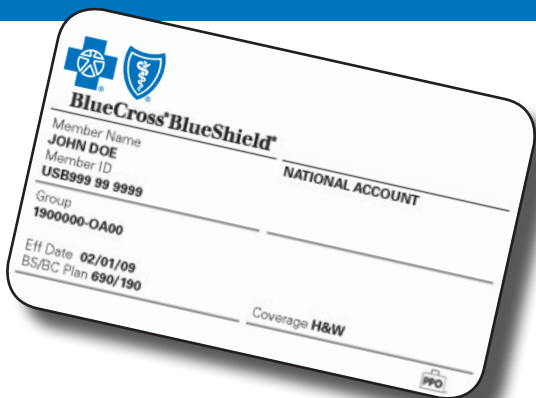 BlueCross® BlueShield®
Member Name
JOHN DOE
Member ID
USB999 99 9999
NATIONAL ACCOUNT
Group
1900000-OA00
Eff Date 02/01/09
BS/BC Plan 690/190
Coverage H&W
PPO